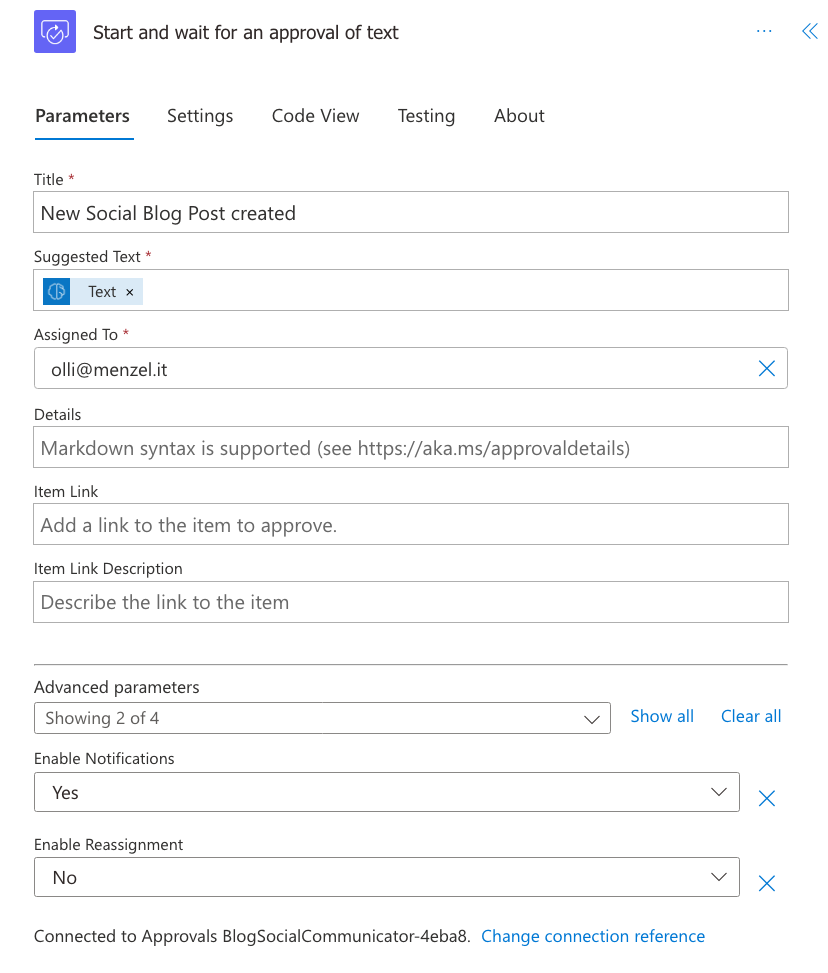 Start and wait for an approval of text
Parameters Settings Code View Testing About
Title *
New Social Blog Post created
Suggested Text *
Text ×
Assigned To *
olli@menzel.it
Details
Markdown syntax is supported (see https://aka.ms/approvaldetails)
Item Link
Add a link to the item to approve.
Item Link Description
Describe the link to the item
Advanced parameters
Showing 2 of 4 Show all Clear all
Enable Notifications
Yes
Enable Reassignment
No
Connected to Approvals BlogSocialCommunicator-4eba8. Change connection reference